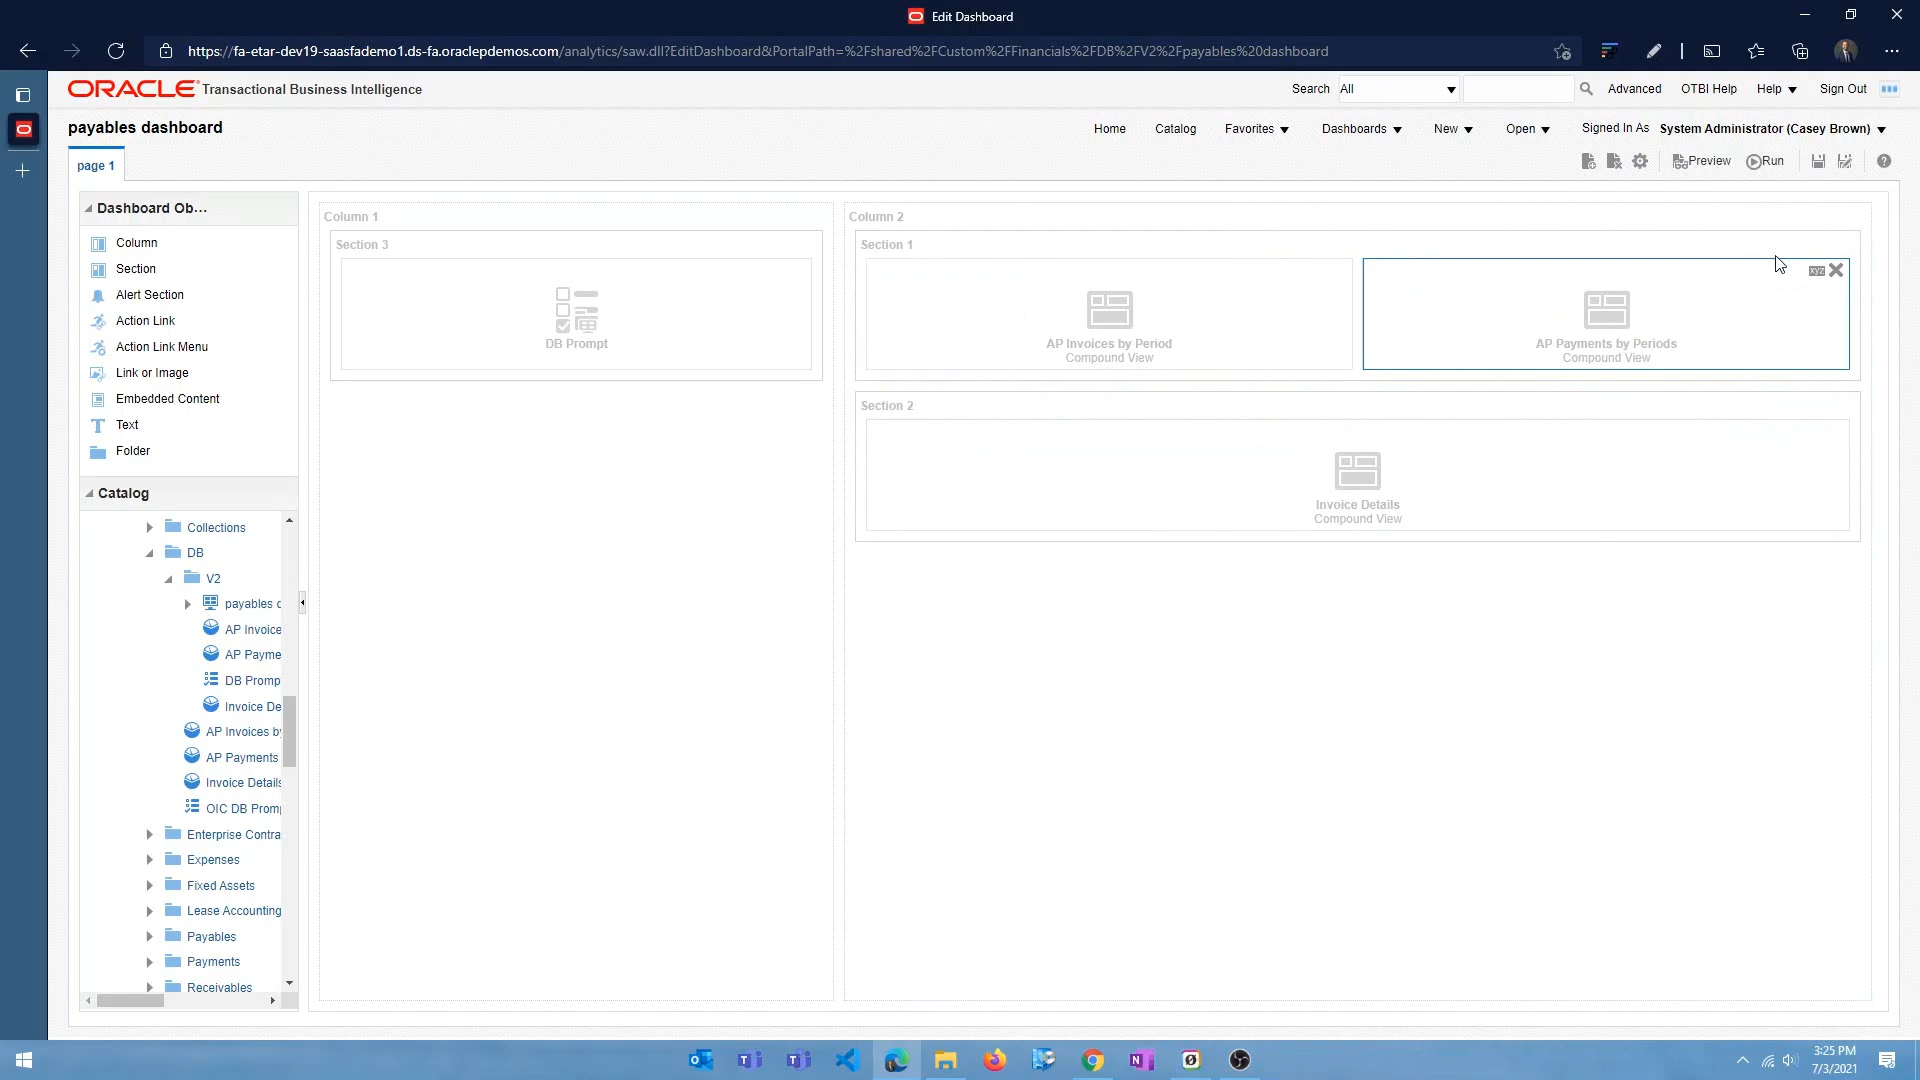 Edit Dashboard
https://fa-etar-dev19-saasfademo1.ds-fa.oraclepdemos.com/analytics/saw.dll?EditDashboard&PortalPath=%2Fshared%2FCustom%2FFinancials%2FDB%2FV2%2Fpayables%20dashboard
ORACLE Transactional Business Intelligence
Search All Advanced OTBI Help Help Sign Out
payables dashboard
Home Catalog Favorites Dashboards New Open Signed In As System Administrator (Casey Brown)
page 1
Preview Run
Dashboard Ob...
Column
Section
Alert Section
Action Link
Action Link Menu
Link or Image
Embedded Content
Text
Folder
Catalog
Collections
DB
V2
payables d
AP Invoice
AP Payme
DB Promp
Invoice De
AP Invoices by
AP Payments
Invoice Details
OIC DB Promp
Enterprise Contra
Expenses
Fixed Assets
Lease Accounting
Payables
Payments
Receivables
Column 1
Section 3
DB Prompt
Column 2
Section 1
AP Invoices by Period
Compound View
xyz
AP Payments by Periods
Compound View
Section 2
Invoice Details
Compound View
3:25 PM
7/3/2021